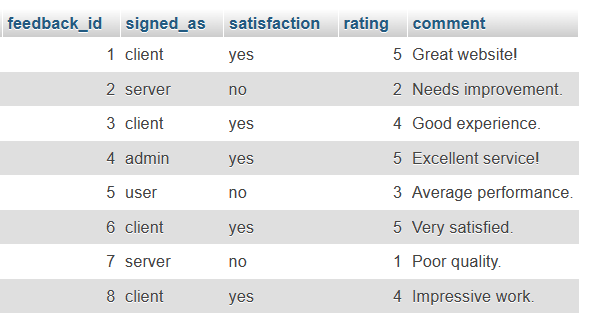 feedback_id signed_as satisfaction rating comment
1 client yes 5 Great website!
2 server no 2 Needs improvement.
3 client yes 4 Good experience.
4 admin yes 5 Excellent service!
5 user no 3 Average performance.
6 client yes 5 Very satisfied.
7 server no 1 Poor quality.
8 client yes 4 Impressive work.